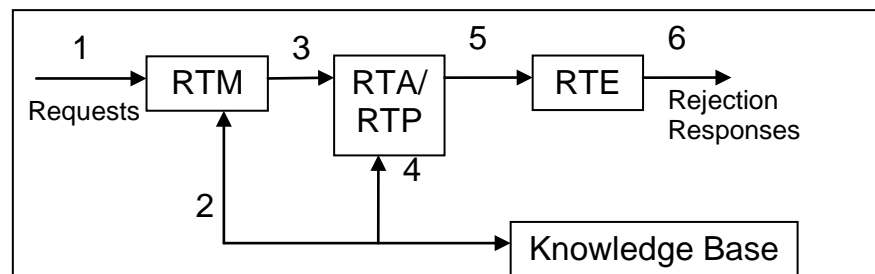 1
3
5
6
RTM
RTA/
RTP
RTE
Requests
Rejection
Responses
4
2
Knowledge Base